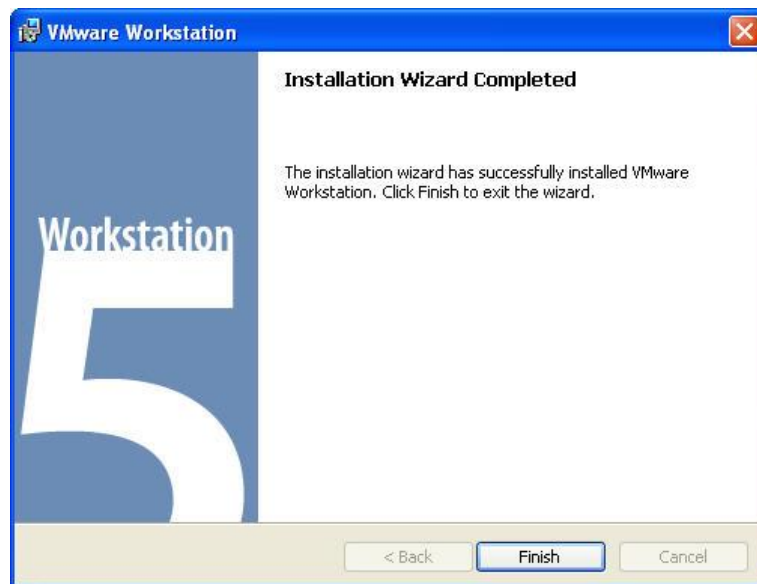 VMware Workstation
Installation Wizard Completed
The installation wizard has successfully installed VMware
Workstation. Click Finish to exit the wizard.
Workstation
5
< Back
Finish
Cancel